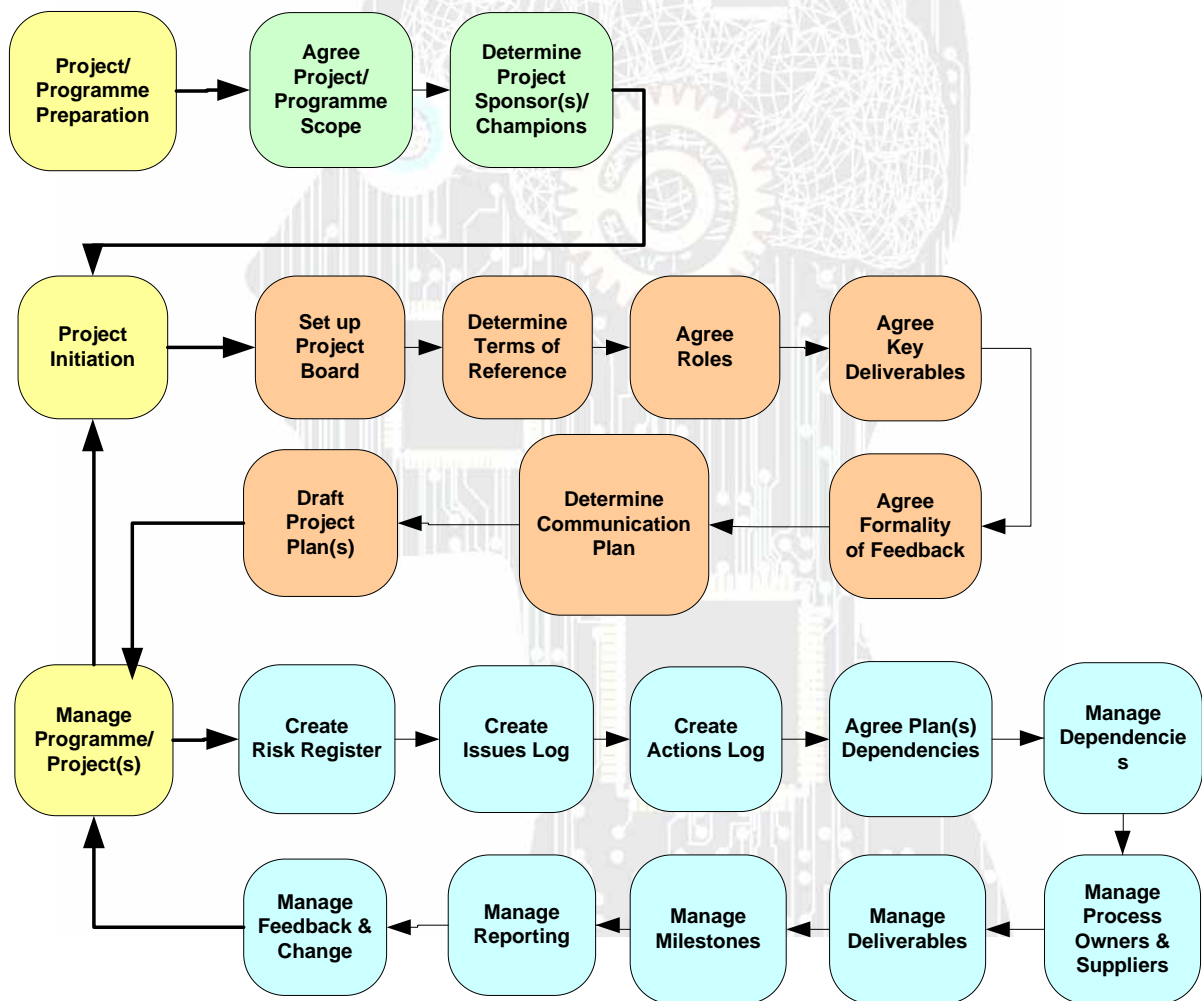 Project/
Programme
Preparation
Agree
Project/
Programme
Scope
Determine
Project
Sponsor(s)/
Champions
Project
Initiation
Set up
Project
Board
Determine
Terms of
Reference
Agree
Roles
Agree
Key
Deliverables
Agree
Formality
of Feedback
Determine
Communication
Plan
Draft
Project
Plan(s)
Manage
Programme/
Project(s)
Create
Risk Register
Create
Issues Log
Create
Actions Log
Agree Plan(s)
Dependencies
Manage
Dependencie
s
Manage
Process
Owners &
Suppliers
Manage
Deliverables
Manage
Milestones
Manage
Reporting
Manage
Feedback &
Change